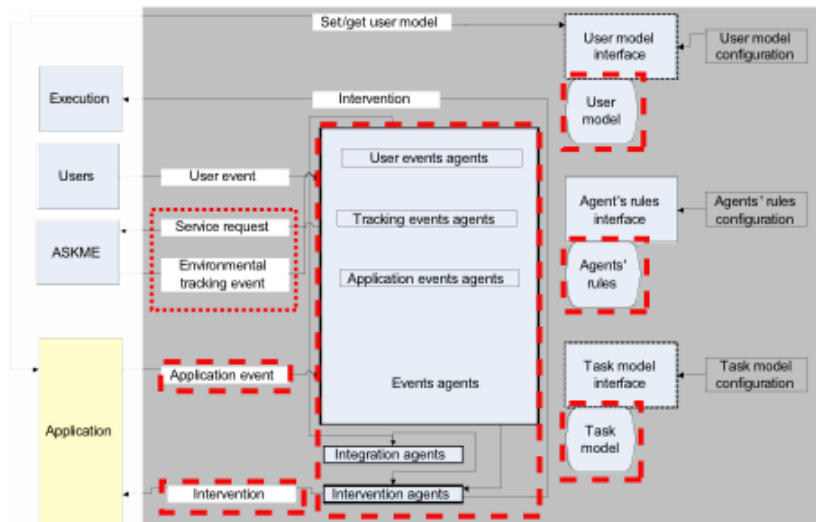 Set/get user model
User model
interface
User model
configuration
Execution
Intervention
User
model
User events agents
Users
User event
Tracking events agents
Agent's rules
interface
Agents' rules
configuration
Service request
ASKME
Environmental
tracking event
Application events agents
Agents'
rules
Application event
Events agents
Task model
interface
Task model
configuration
Application
Task
model
Integration agents
Intervention
Intervention agents